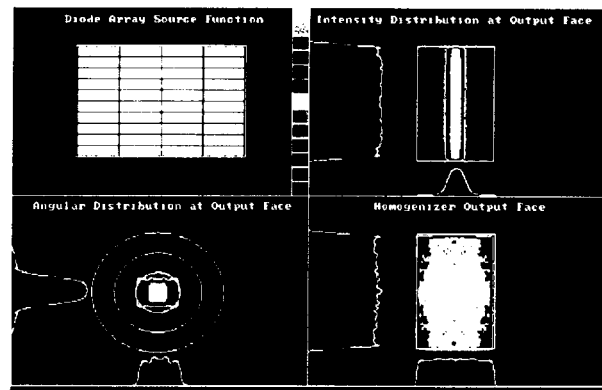 Diode Array Source Function
Intensity Distribution at Output Face
Angular Distribution at Output Face
Homogenizer Output Face